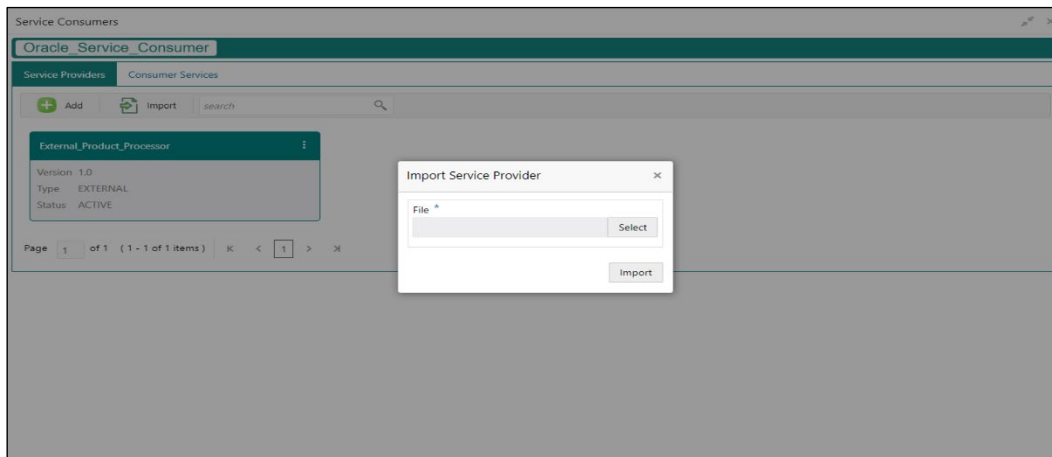 Service Consumers
Oracle_Service_Consumer
Service Providers Consumer Services
Add Import search
External_Product_Processor
Version 1.0
Type EXTERNAL
Status ACTIVE
Page 1 of 1 (1 - 1 of 1 items) K < 1 > Ж
Import Service Provider ×
File *
Select
Import